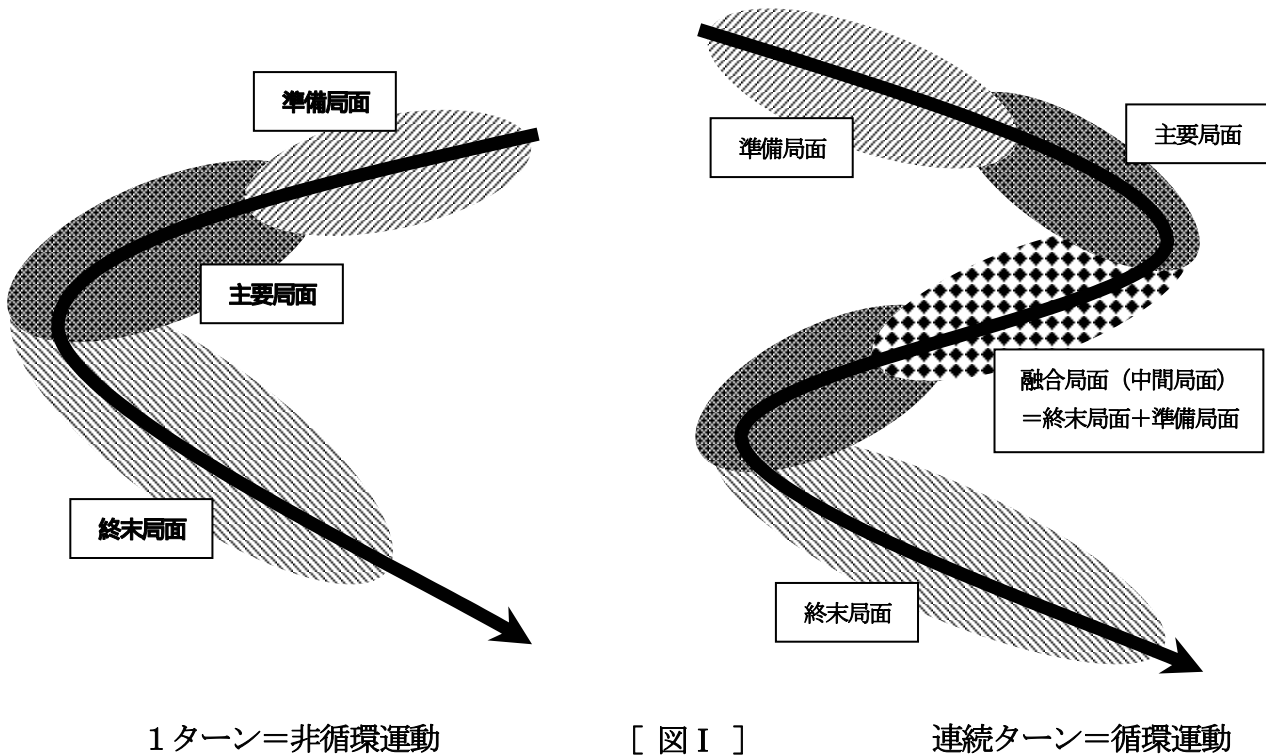 準備局面
主要局面
終末局面
準備局面
主要局面
融合局面（中間局面）
＝終末局面＋準備局面
終末局面
１ターン＝非循環運動
［ 図Ⅰ ］
連続ターン＝循環運動